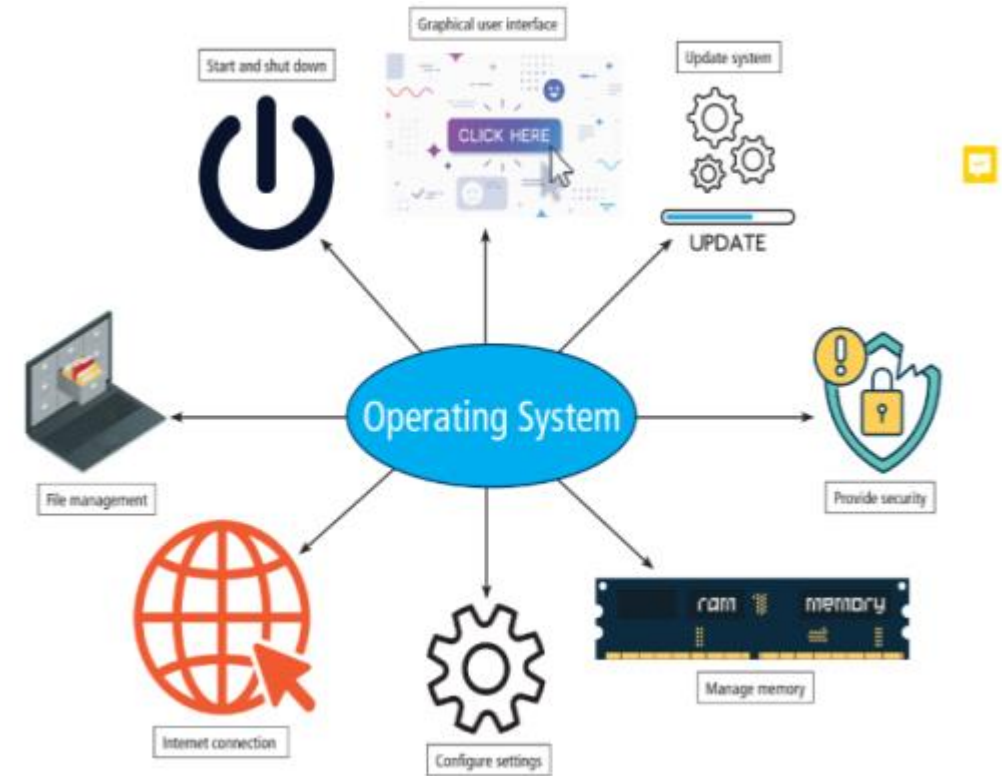 Graphical user interface
Start and shut down
Update system
CLICK HERE
UPDATE
Operating System
File management
Provide security
ram memory
Manage memory
Internet connection
Configure settings